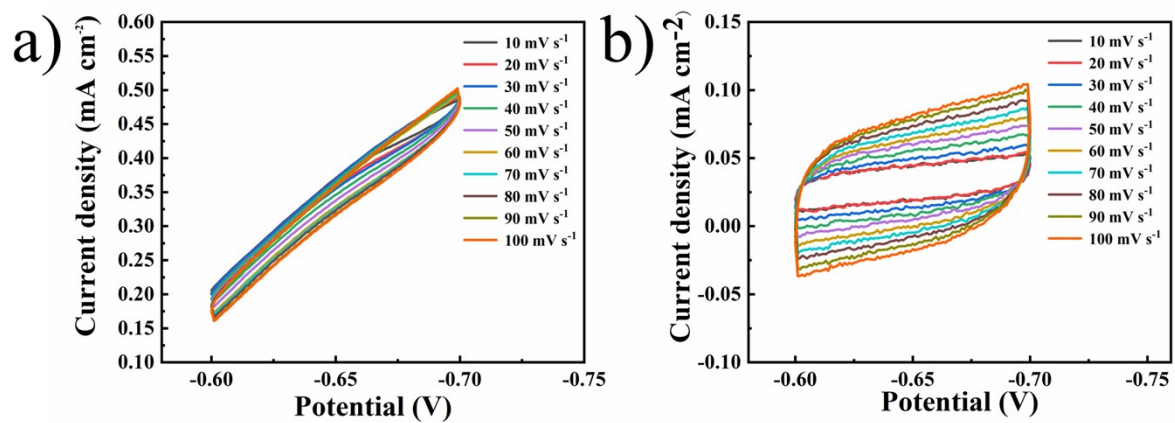 a)
Current density (mA cm⁻²)
0.60
0.55
0.50
0.45
0.40
0.35
0.30
0.25
0.20
0.15
0.10
10 mV s⁻¹
20 mV s⁻¹
30 mV s⁻¹
40 mV s⁻¹
50 mV s⁻¹
60 mV s⁻¹
70 mV s⁻¹
80 mV s⁻¹
90 mV s⁻¹
100 mV s⁻¹
-0.60 -0.65 -0.70 -0.75
Potential (V)
b)
Current density (mA cm⁻²)
0.15
0.10
0.05
0.00
-0.05
-0.10
10 mV s⁻¹
20 mV s⁻¹
30 mV s⁻¹
40 mV s⁻¹
50 mV s⁻¹
60 mV s⁻¹
70 mV s⁻¹
80 mV s⁻¹
90 mV s⁻¹
100 mV s⁻¹
-0.60 -0.65 -0.70 -0.75
Potential (V)